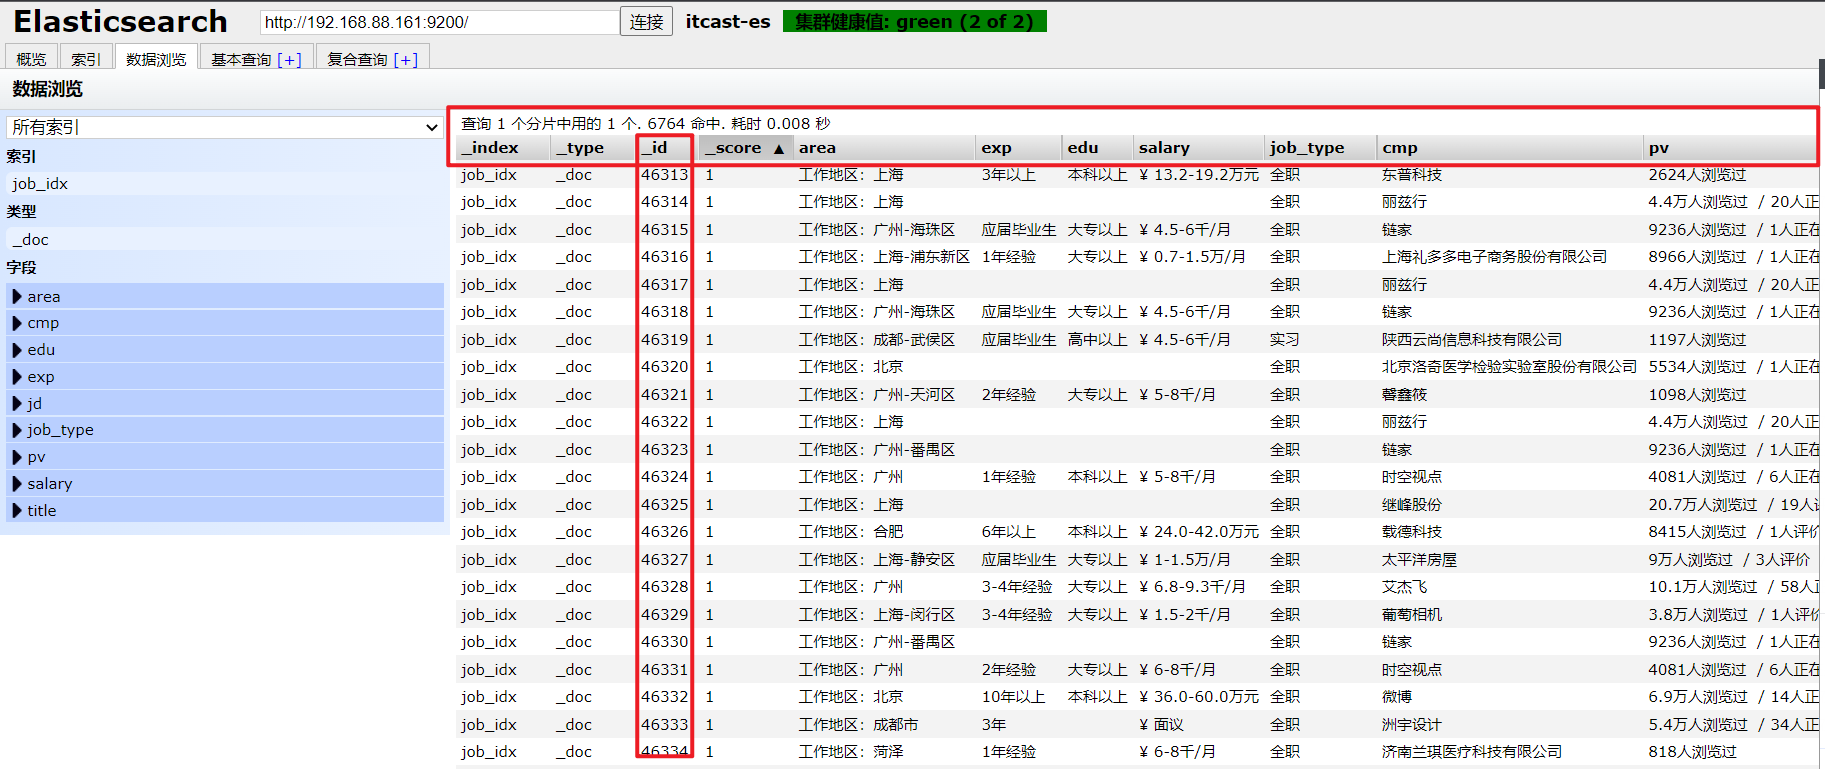 Elasticsearch http://192.168.88.161:9200/ 连接 itcast-es 集群健康值: green (2 of 2)
概览 索引 数据浏览 基本查询 [+] 复合查询 [+]
数据浏览
所有索引
索引
job_idx
类型
_doc
字段
area
cmp
edu
exp
jd
job_type
pv
salary
title
查询 1 个分片中用的 1 个. 6764 命中. 耗时 0.008 秒
_index _type _id _score ▲ area exp edu salary job_type cmp pv
job_idx _doc 46313 1 工作地区：上海 3年以上 本科以上 ¥ 13.2-19.2万元 全职 东普科技 2624人浏览过
job_idx _doc 46314 1 工作地区：上海 全职 丽兹行 4.4万人浏览过 / 20人正
job_idx _doc 46315 1 工作地区：广州-海珠区 应届毕业生 大专以上 ¥ 4.5-6千/月 全职 链家 9236人浏览过 / 1人正在
job_idx _doc 46316 1 工作地区：上海-浦东新区 1年经验 大专以上 ¥ 0.7-1.5万/月 全职 上海礼多多电子商务股份有限公司 8966人浏览过 / 1人正在
job_idx _doc 46317 1 工作地区：上海 全职 丽兹行 4.4万人浏览过 / 20人正
job_idx _doc 46318 1 工作地区：广州-海珠区 应届毕业生 大专以上 ¥ 4.5-6千/月 全职 链家 9236人浏览过 / 1人正在
job_idx _doc 46319 1 工作地区：成都-武侯区 应届毕业生 高中以上 ¥ 4.5-6千/月 实习 陕西云尚信息科技有限公司 1197人浏览过
job_idx _doc 46320 1 工作地区：北京 全职 北京洛奇医学检验实验室股份有限公司 5534人浏览过 / 1人正在
job_idx _doc 46321 1 工作地区：广州-天河区 2年经验 大专以上 ¥ 5-8千/月 全职 馨鑫筱 1098人浏览过
job_idx _doc 46322 1 工作地区：上海 全职 丽兹行 4.4万人浏览过 / 20人正
job_idx _doc 46323 1 工作地区：广州-番禺区 全职 链家 9236人浏览过 / 1人正在
job_idx _doc 46324 1 工作地区：广州 1年经验 本科以上 ¥ 5-8千/月 全职 时空视点 4081人浏览过 / 6人正在
job_idx _doc 46325 1 工作地区：上海 全职 继峰股份 20.7万人浏览过 / 19人
job_idx _doc 46326 1 工作地区：合肥 6年以上 本科以上 ¥ 24.0-42.0万元 全职 载德科技 8415人浏览过 / 1人评价
job_idx _doc 46327 1 工作地区：上海-静安区 应届毕业生 大专以上 ¥ 1-1.5万/月 全职 太平洋房屋 9万人浏览过 / 3人评价
job_idx _doc 46328 1 工作地区：广州 3-4年经验 大专以上 ¥ 6.8-9.3千/月 全职 艾杰飞 10.1万人浏览过 / 58人正
job_idx _doc 46329 1 工作地区：上海-闵行区 3-4年经验 大专以上 ¥ 1.5-2千/月 全职 葡萄相机 3.8万人浏览过 / 1人评价
job_idx _doc 46330 1 工作地区：广州-番禺区 全职 链家 9236人浏览过 / 1人正在
job_idx _doc 46331 1 工作地区：广州 2年经验 大专以上 ¥ 6-8千/月 全职 时空视点 4081人浏览过 / 6人正在
job_idx _doc 46332 1 工作地区：北京 10年以上 本科以上 ¥ 36.0-60.0万元 全职 微博 6.9万人浏览过 / 14人正
job_idx _doc 46333 1 工作地区：成都市 3年 ¥ 面议 全职 洲宇设计 5.4万人浏览过 / 34人正
job_idx _doc 46334 1 工作地区：菏泽 1年经验 ¥ 6-8千/月 全职 济南兰琪医疗科技有限公司 818人浏览过